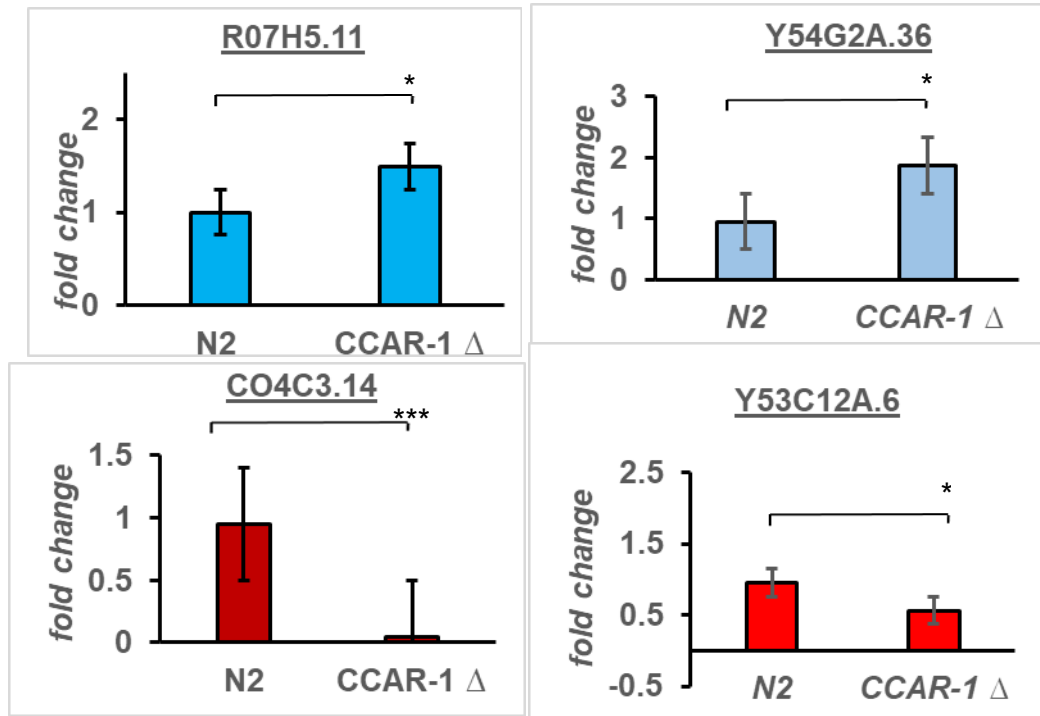 R07H5.11
*
fold change
2
1
0
N2 CCAR-1 Δ
Y54G2A.36
*
fold change
3
2
1
0
N2 CCAR-1 Δ
CO4C3.14
***
fold change
1.5
1
0.5
0
N2 CCAR-1 Δ
Y53C12A.6
*
fold change
2.5
1.5
0.5
-0.5
N2 CCAR-1 Δ